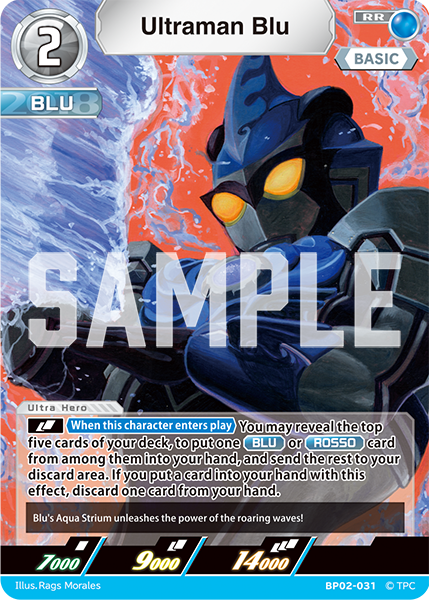 2
Ultraman Blu
RR
BASIC
BLU
SAMPLE
Ultra Hero
When this character enters play You may reveal the top
five cards of your deck, to put one BLU or ROSSO card
from among them into your hand, and send the rest to your
discard area. If you put a card into your hand with this
effect, discard one card from your hand.
Blu's Aqua Strium unleashes the power of the roaring waves!
7000 9000 14000
Illus.Rags Morales BP02-031 © TPC